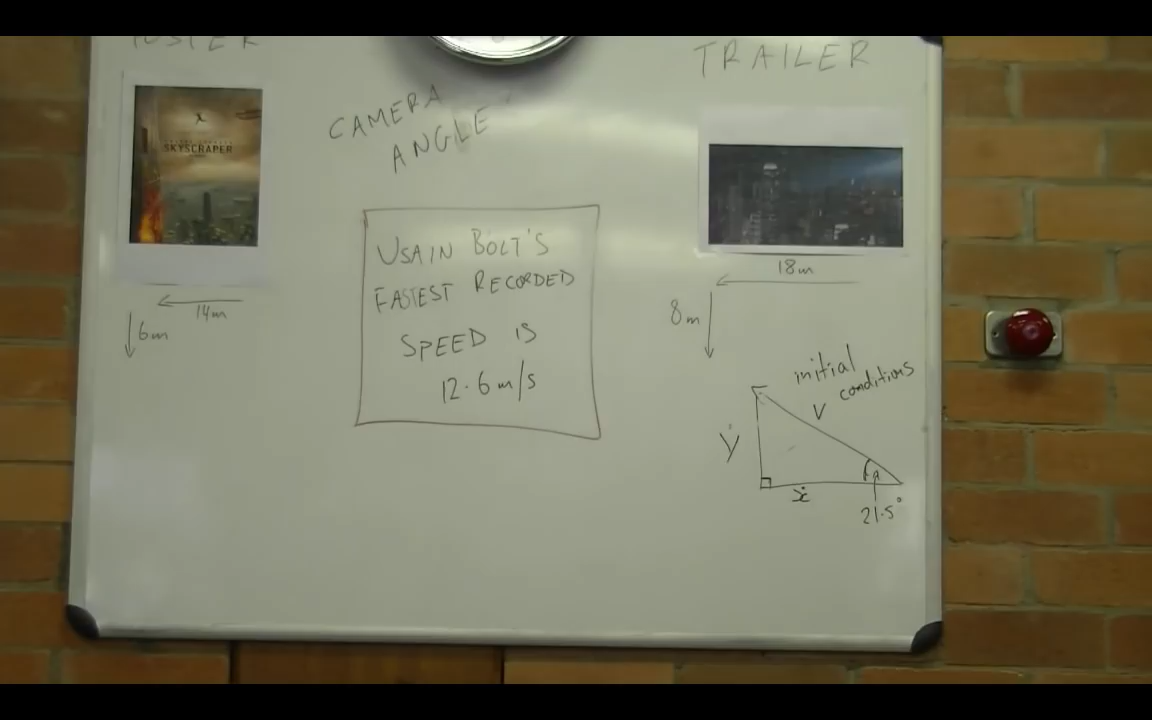 TRAILER
CAMERA
ANGLE
SKYSCRAPER
USAIN BOLT'S
FASTEST RECORDED
SPEED IS
12.6m/s
14m
6m
18m
8m
initial
conditions
V
ẏ
ẋ
21.5°